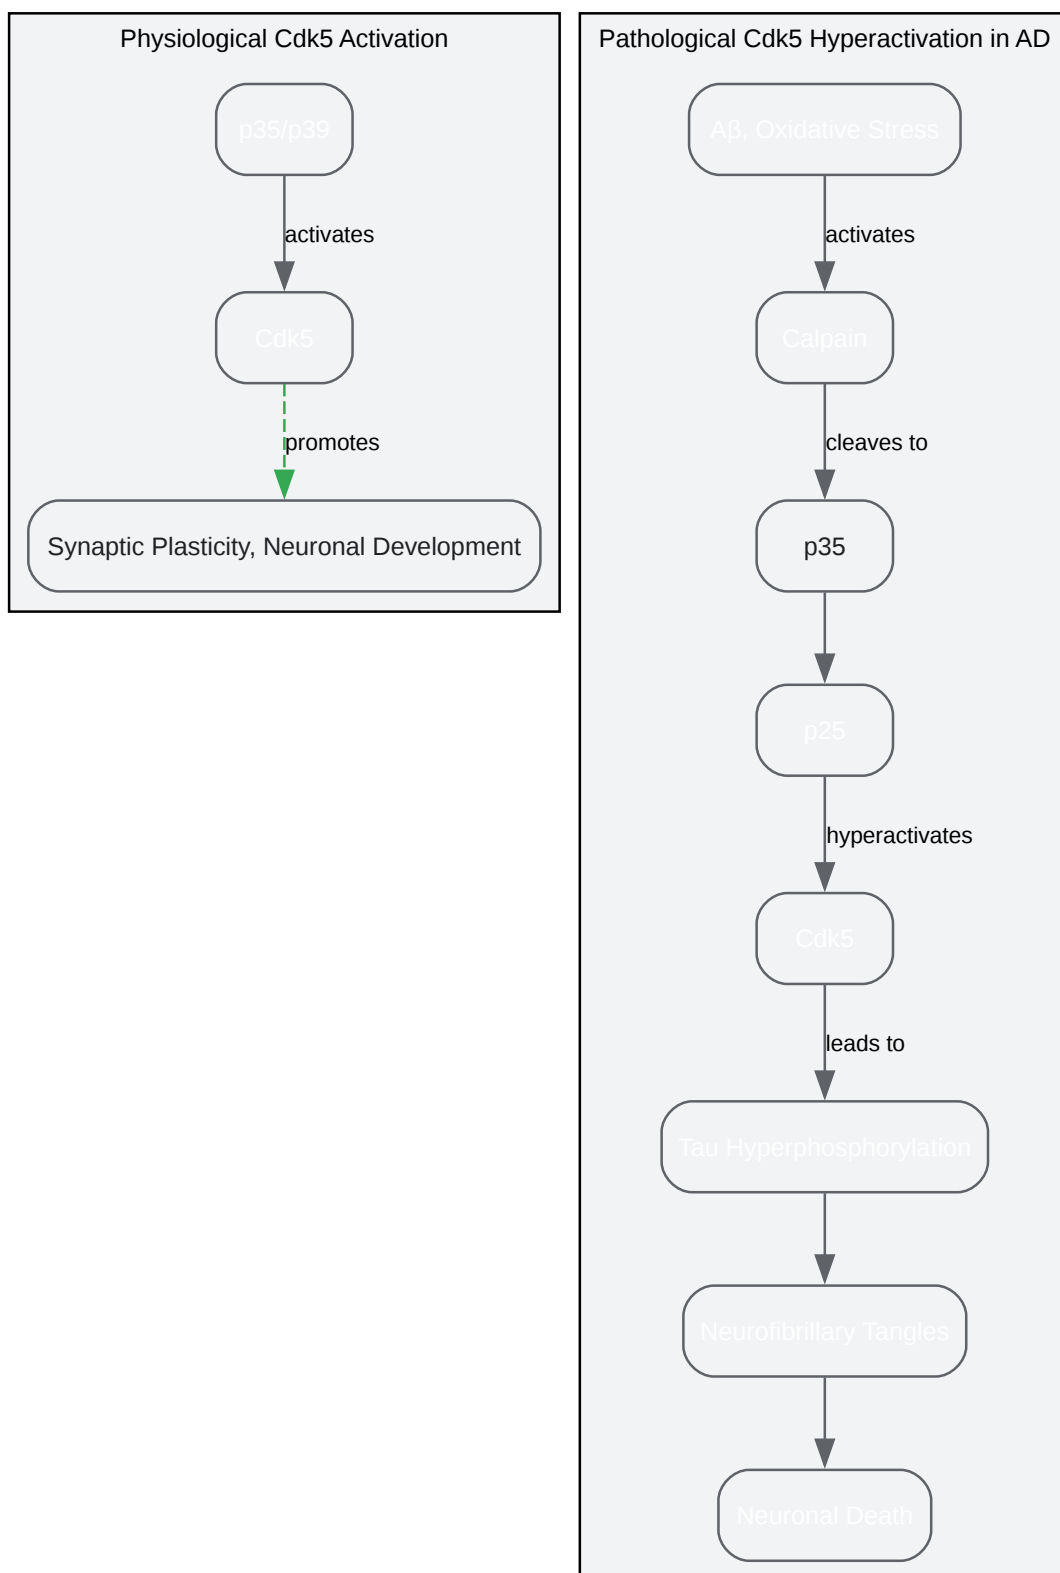 Physiological Cdk5 Activation
p35/p39
activates
Cdk5
promotes
Synaptic Plasticity, Neuronal Development
Pathological Cdk5 Hyperactivation in AD
Aβ, Oxidative Stress
activates
Calpain
cleaves to
p35
p25
hyperactivates
Cdk5
leads to
Tau Hyperphosphorylation
Neurofibrillary Tangles
Neuronal Death